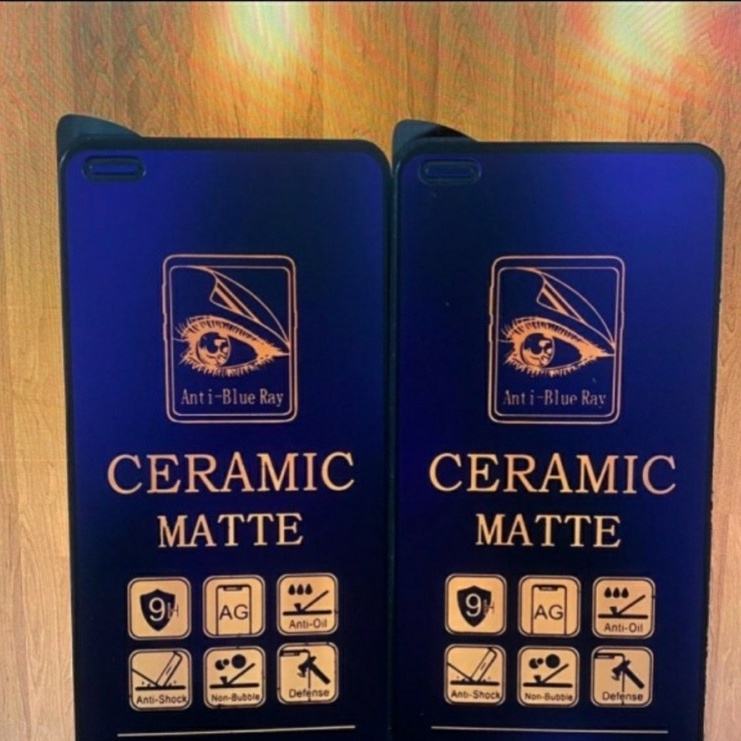 Anti-Blue Ray
CERAMIC
MATTE
9H
AG
Anti-Oil
Anti-Shock
Non-Bubble
Defense
Anti-Blue Ray
CERAMIC
MATTE
9H
AG
Anti-Oil
Anti-Shock
Non-Bubble
Defense